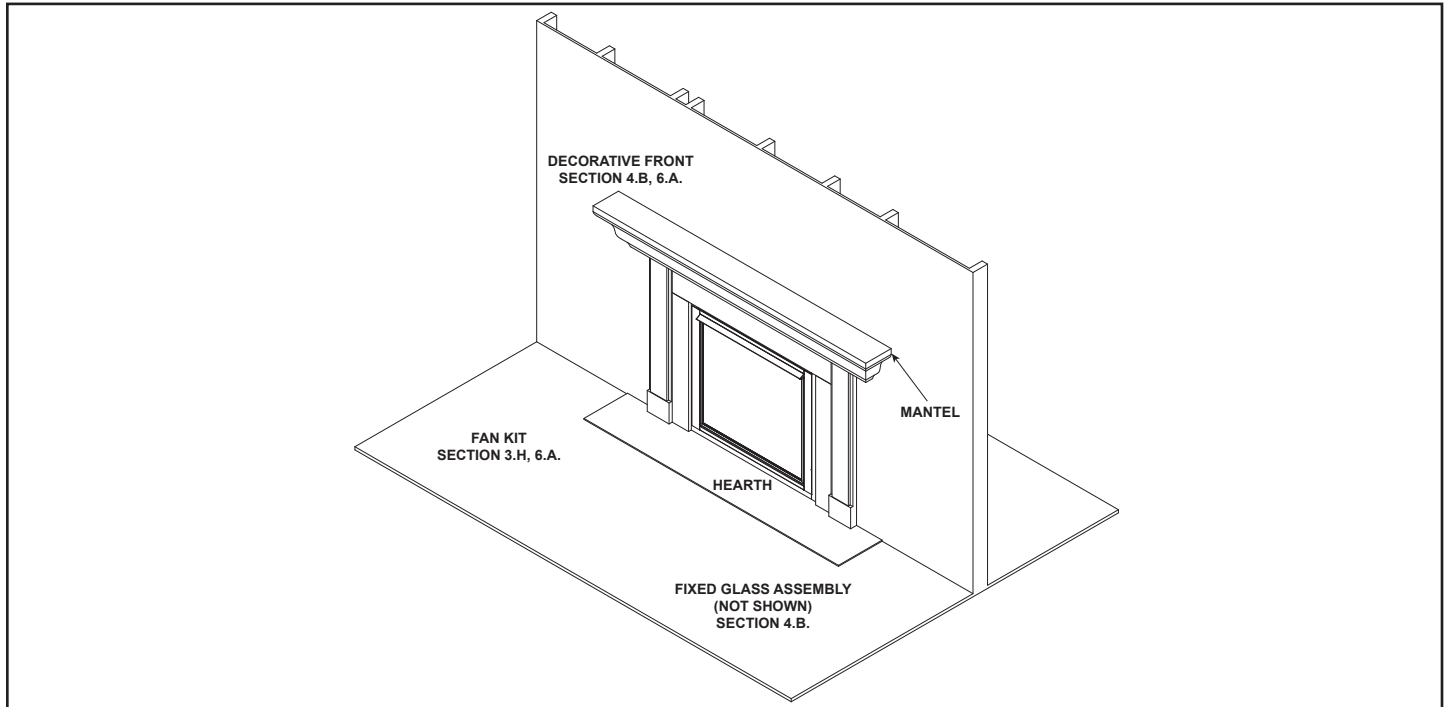 DECORATIVE FRONT
SECTION 4.B, 6.A.
MANTEL
FAN KIT
SECTION 3.H, 6.A.
HEARTH
FIXED GLASS ASSEMBLY
(NOT SHOWN)
SECTION 4.B.